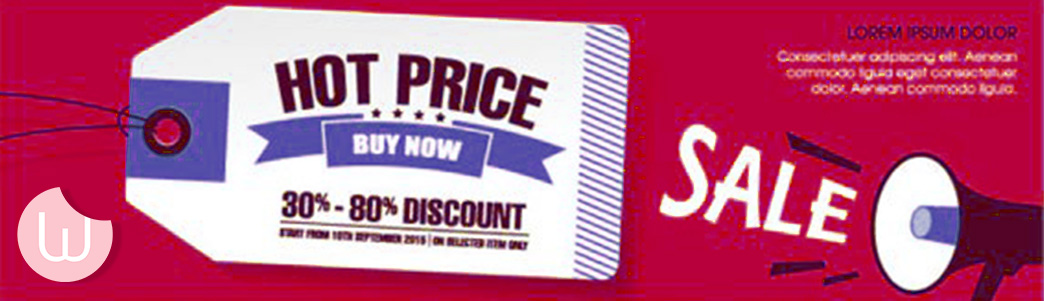 HOT PRICE
BUY NOW
30% - 80% DISCOUNT
START FROM 10TH SEPTEMBER 2015 | ON SELECTED ITEM ONLY
LOREM IPSUM DOLOR
Consectetuer adipiscing elit. Aenean
commodo ligula eget consectetuer
dolor. Aenean commodo ligula.
SALE
W